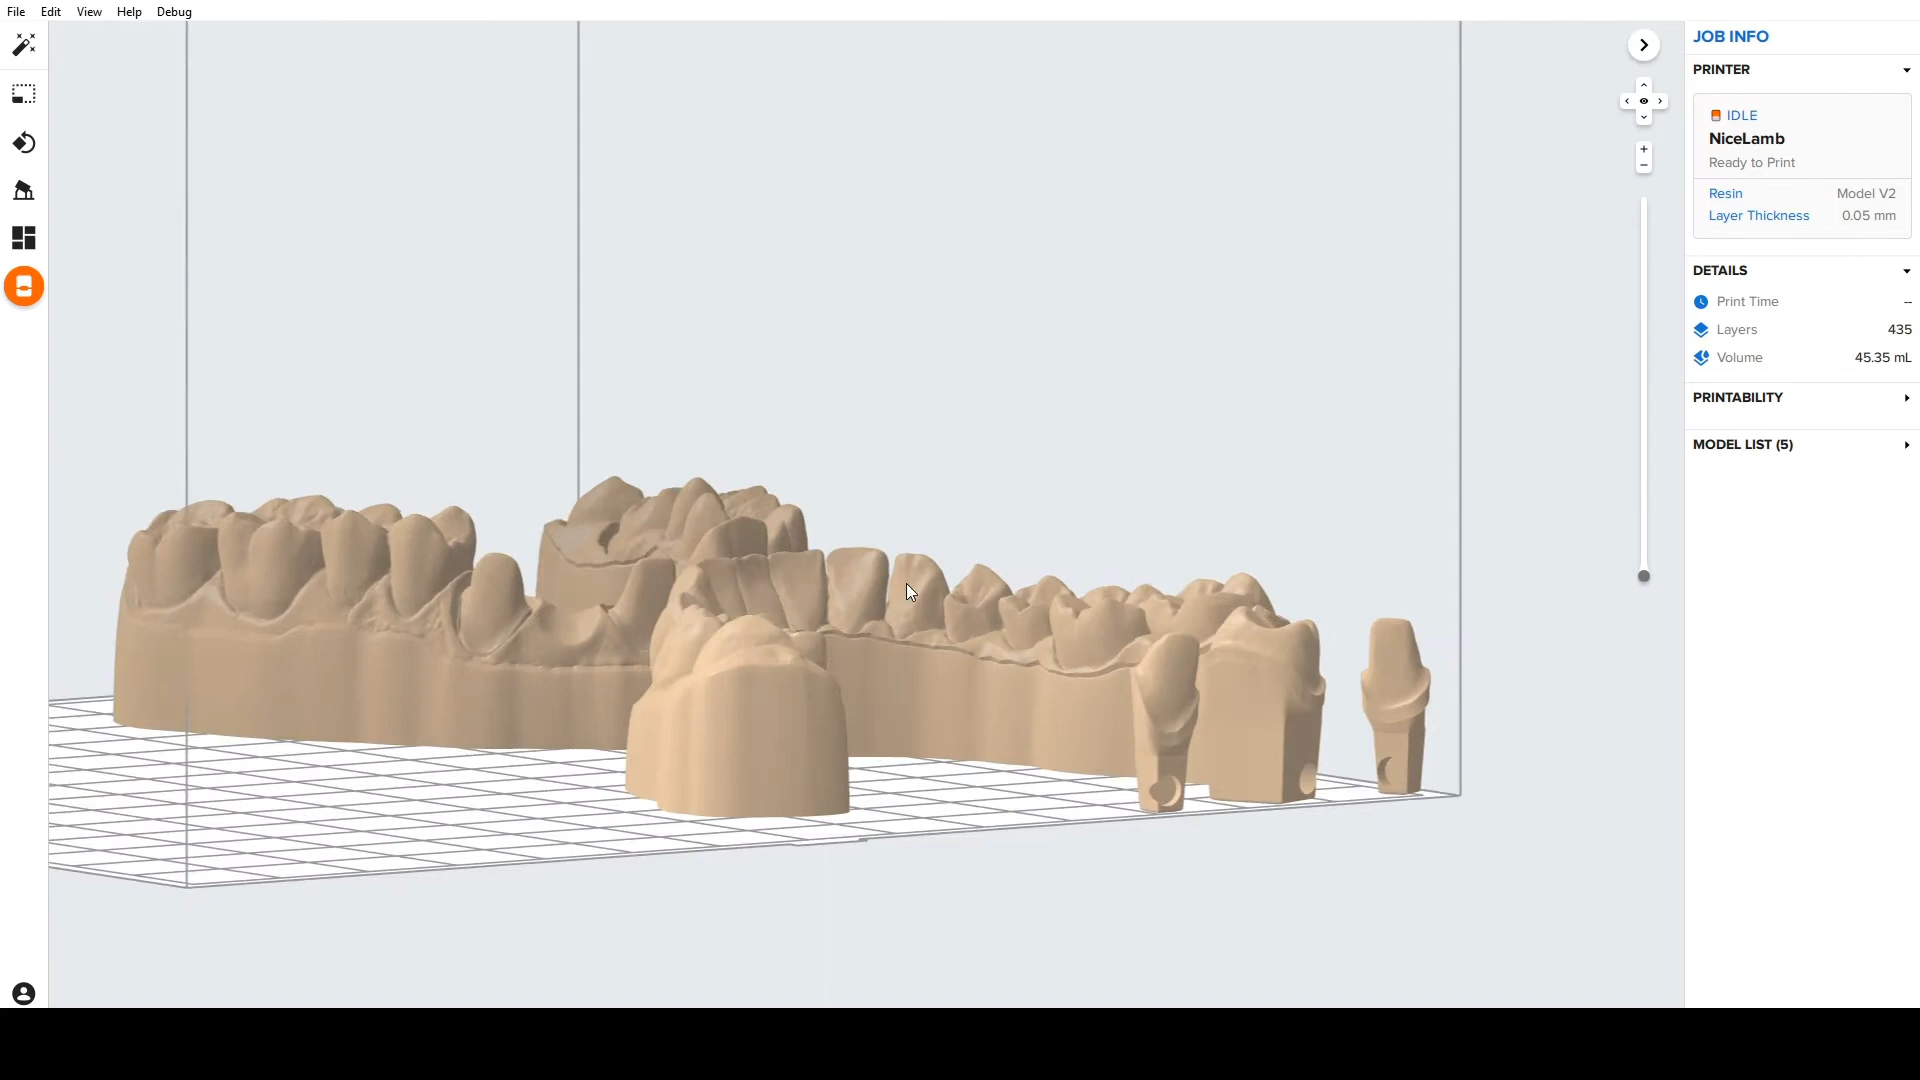 File Edit View Help Debug
JOB INFO
PRINTER
IDLE
NiceLamb
Ready to Print
Resin Model V2
Layer Thickness 0.05 mm
DETAILS
Print Time --
Layers 435
Volume 45.35 mL
PRINTABILITY
MODEL LIST (5)